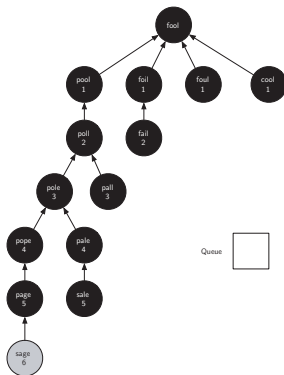 fool
pool
1
foil
1
foul
1
cool
1
poll
2
fail
2
pole
3
pall
3
pope
4
pale
4
Queue
page
5
sale
5
sage
6